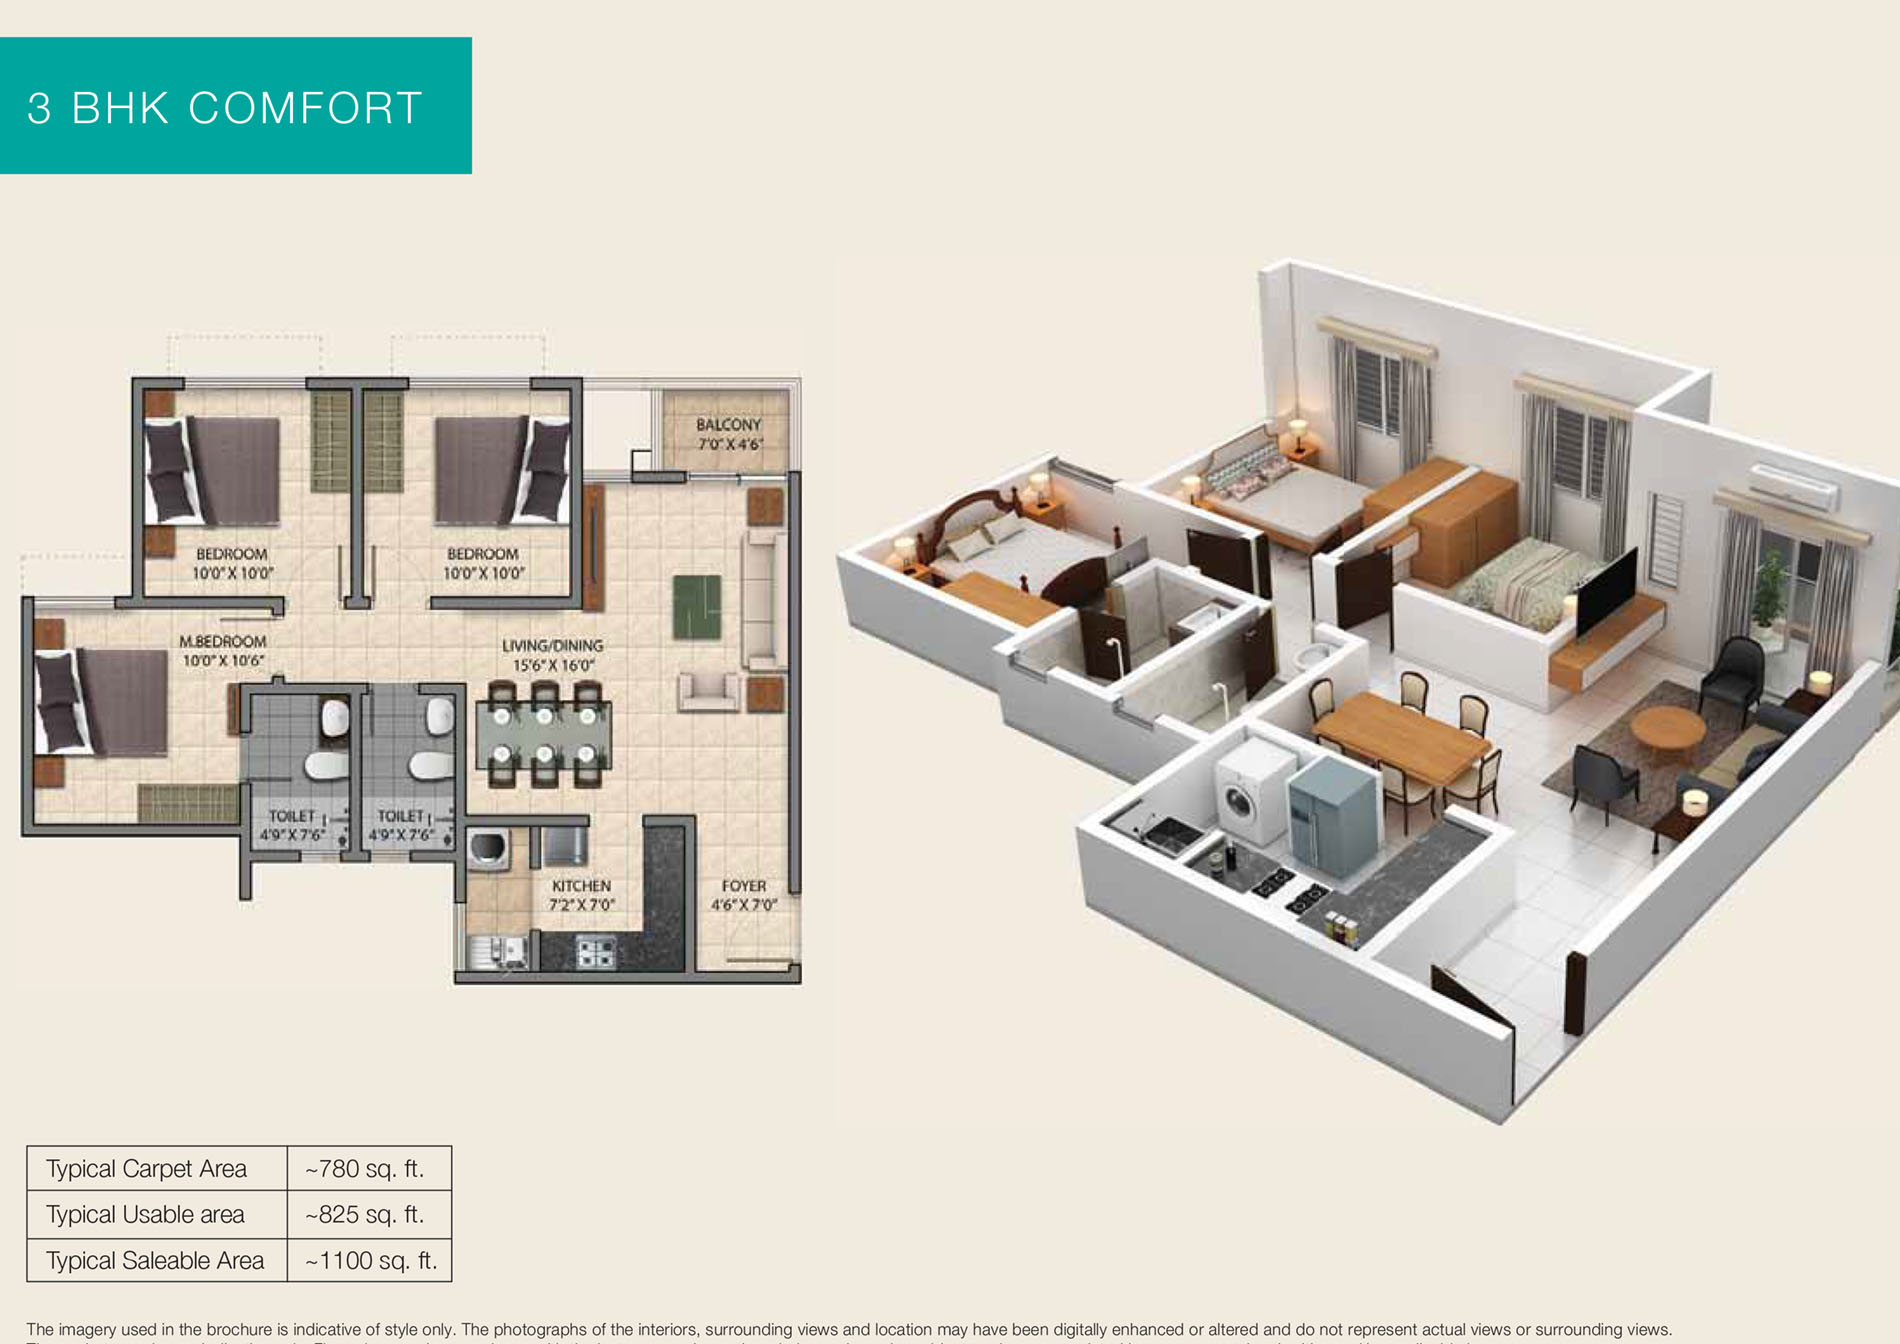 3 BHK COMFORT
BALCONY
7'0" X 4'6"
BEDROOM
10'0" X 10'0"
BEDROOM
10'0" X 10'0"
M.BEDROOM
10'0" X 10'6"
LIVING/DINING
15'6" X 16'0"
TOILET
4'9" X 7'6"
TOILET
4'9" X 7'6"
KITCHEN
7'2" X 7'0"
FOYER
4'6" X 7'0"
Typical Carpet Area ~780 sq. ft.
Typical Usable area ~825 sq. ft.
Typical Saleable Area ~1100 sq. ft.
The imagery used in the brochure is indicative of style only. The photographs of the interiors, surrounding views and location may have been digitally enhanced or altered and do not represent actual views or surrounding views.